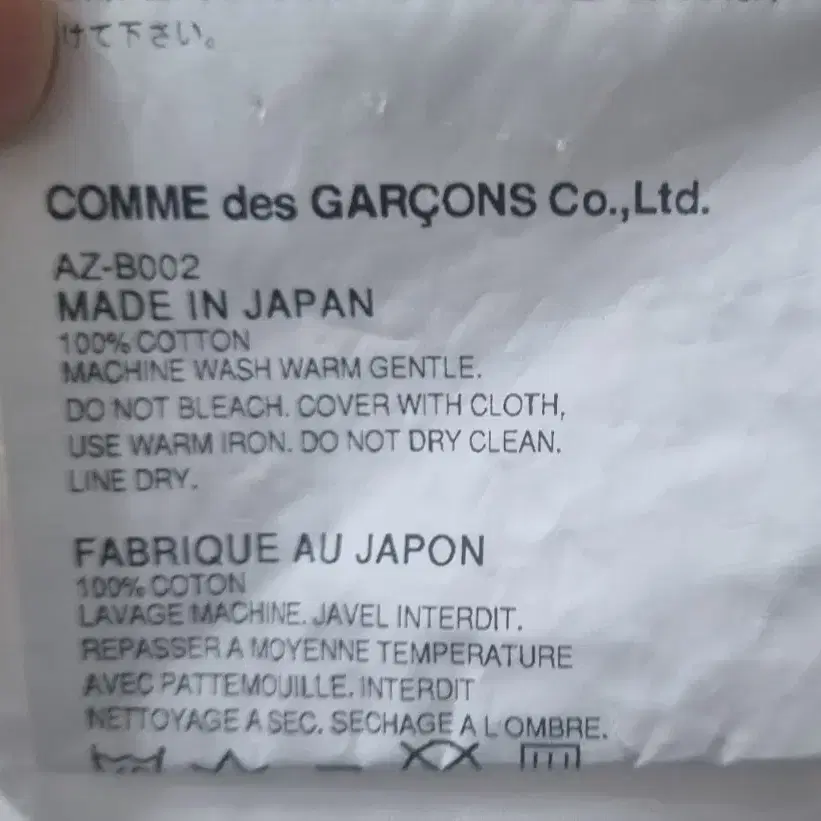 けて下さい。
COMME des GARÇONS Co.,Ltd.
AZ-B002
MADE IN JAPAN
100% COTTON
MACHINE WASH WARM GENTLE.
DO NOT BLEACH. COVER WITH CLOTH,
USE WARM IRON. DO NOT DRY CLEAN.
LINE DRY.
FABRIQUE AU JAPON
100% COTON
LAVAGE MACHINE. JAVEL INTERDIT.
REPASSER A MOYENNE TEMPERATURE
AVEC PATTEMOUILLE. INTERDIT
NETTOYAGE A SEC. SECHAGE A L OMBRE.